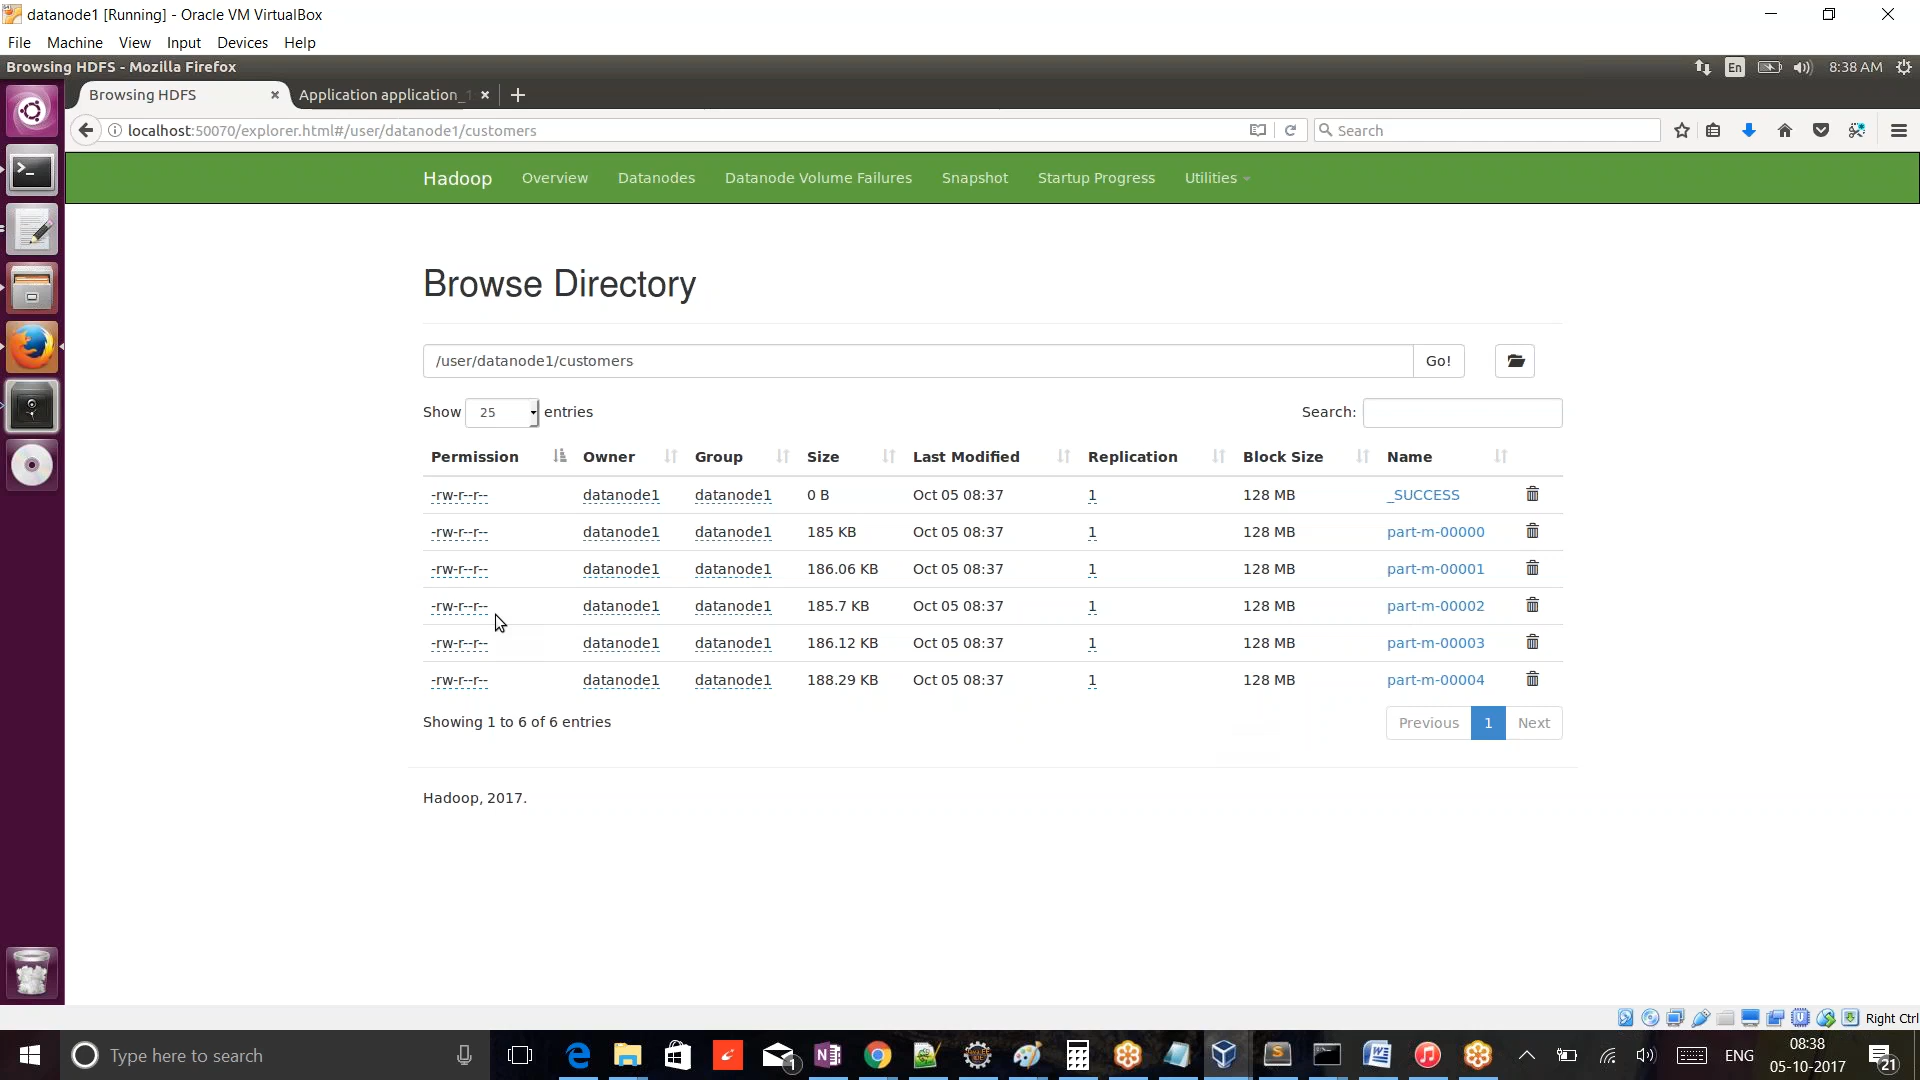 datanode1 [Running] - Oracle VM VirtualBox
File Machine View Input Devices Help
Browsing HDFS - Mozilla Firefox
En 8:38 AM
Browsing HDFS Application application_1
localhost:50070/explorer.html#/user/datanode1/customers Search
Hadoop Overview Datanodes Datanode Volume Failures Snapshot Startup Progress Utilities
Browse Directory
/user/datanode1/customers Go!
Show 25 entries Search:
Permission Owner Group Size Last Modified Replication Block Size Name
-rw-r--r-- datanode1 datanode1 0 B Oct 05 08:37 1 128 MB _SUCCESS
-rw-r--r-- datanode1 datanode1 185 KB Oct 05 08:37 1 128 MB part-m-00000
-rw-r--r-- datanode1 datanode1 186.06 KB Oct 05 08:37 1 128 MB part-m-00001
-rw-r--r-- datanode1 datanode1 185.7 KB Oct 05 08:37 1 128 MB part-m-00002
-rw-r--r-- datanode1 datanode1 186.12 KB Oct 05 08:37 1 128 MB part-m-00003
-rw-r--r-- datanode1 datanode1 188.29 KB Oct 05 08:37 1 128 MB part-m-00004
Showing 1 to 6 of 6 entries Previous 1 Next
Hadoop, 2017.
Right Ctrl
Type here to search 1 ENG 08:38
05-10-2017 21